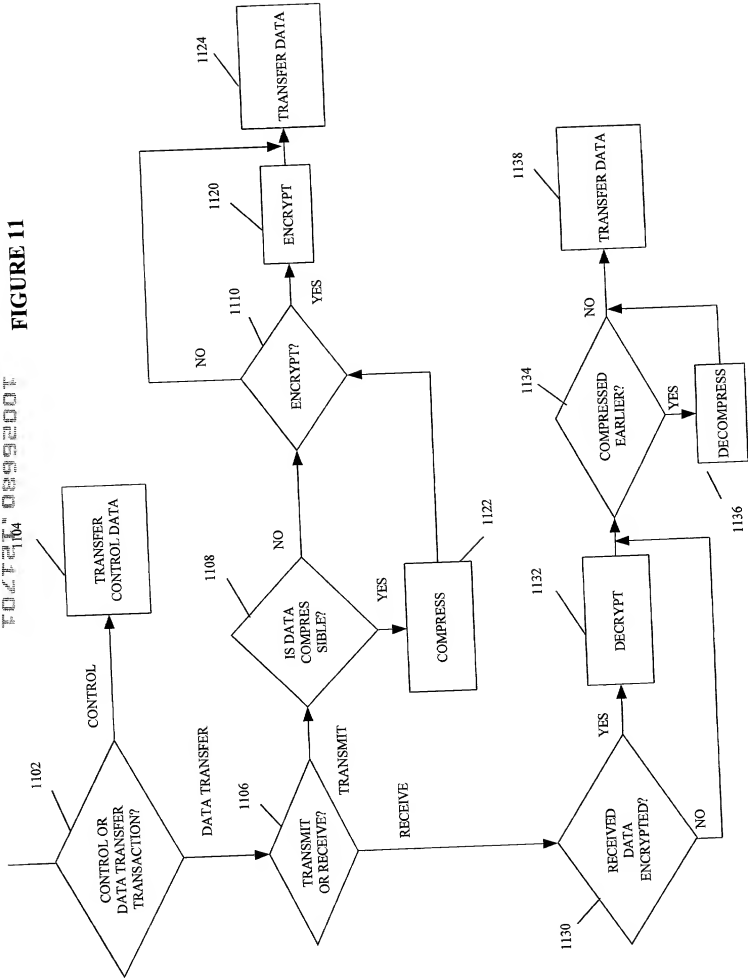 FIGURE 11
1102
CONTROL OR
DATA TRANSFER
TRANSACTION?
CONTROL
1104
TRANSFER
CONTROL DATA
DATA TRANSFER
1106
TRANSMIT
OR RECEIVE?
TRANSMIT
RECEIVE
1108
IS DATA
COMPRES
SIBLE?
NO
YES
1122
COMPRESS
1110
ENCRYPT?
NO
YES
1120
ENCRYPT
1124
TRANSFER DATA
1130
RECEIVED
DATA
ENCRYPTED?
YES
NO
1132
DECRYPT
1134
COMPRESSED
EARLIER?
NO
YES
1136
DECOMPRESS
1138
TRANSFER DATA